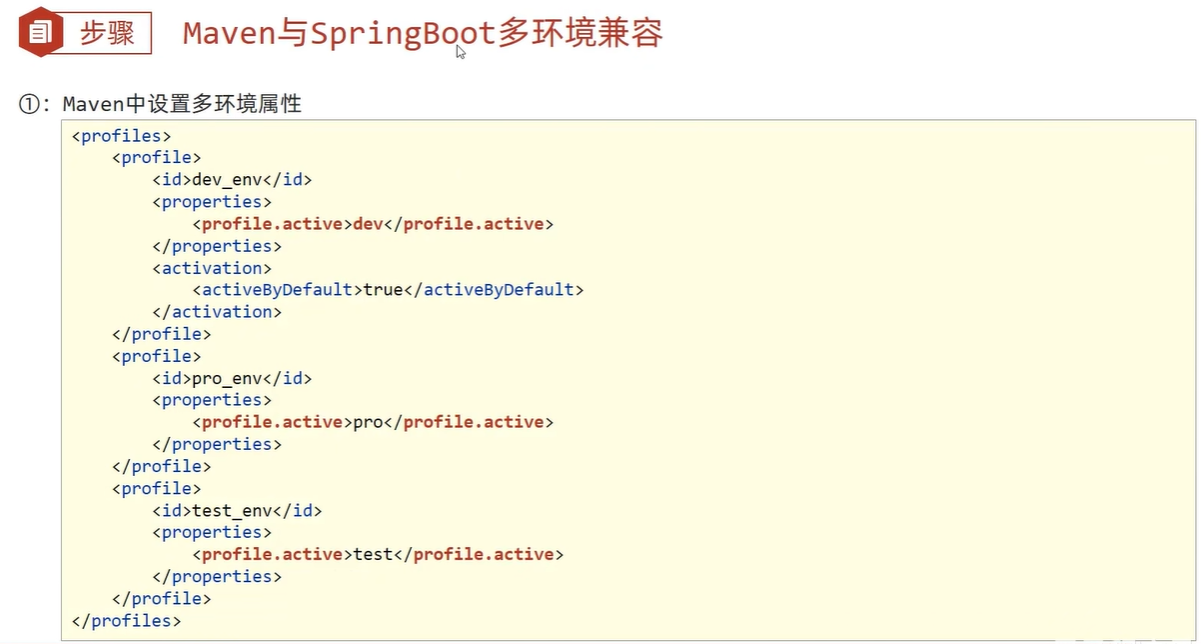 步骤 Maven与SpringBoot多环境兼容
①：Maven中设置多环境属性
<profiles>
    <profile>
        <id>dev_env</id>
        <properties>
            <profile.active>dev</profile.active>
        </properties>
        <activation>
            <activeByDefault>true</activeByDefault>
        </activation>
    </profile>
    <profile>
        <id>pro_env</id>
        <properties>
            <profile.active>pro</profile.active>
        </properties>
    </profile>
    <profile>
        <id>test_env</id>
        <properties>
            <profile.active>test</profile.active>
        </properties>
    </profile>
</profiles>